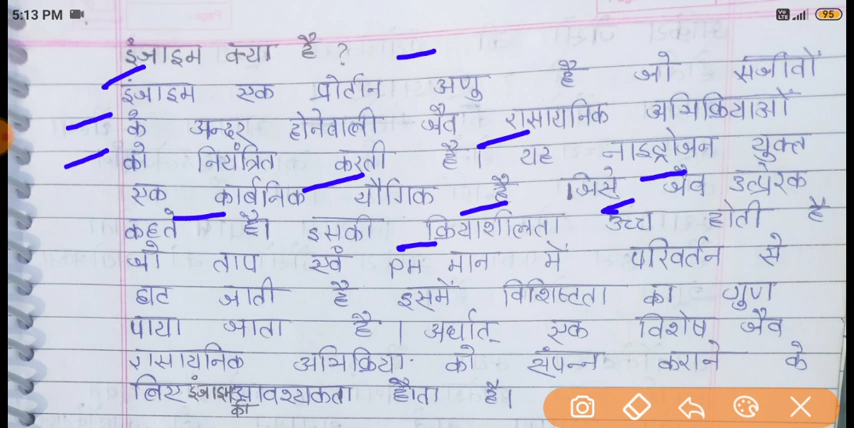 5:13 PM
95
इंजाइम क्या है ?
इंजाइम एक प्रोटीन अणु है जो सजीवों
के अन्दर होनेवाली जैव रासायनिक अभिक्रियाओं
को नियंत्रित करती है। यह नाइट्रोजन युक्त
एक कार्बनिक यौगिक है जिसे जैव उत्प्रेरक
कहते है। इसकी क्रियाशीलता उच्च होती है
जो ताप एवं PM मान में परिवर्तन से
घट जाती है इसमें विशिष्टता का गुण
पाया जाता है। अर्थात् एक विशेष जैव
रासायनिक अभिक्रिया को संपन्न कराने के
लिए इंजाइम का आवश्यकता होता है।